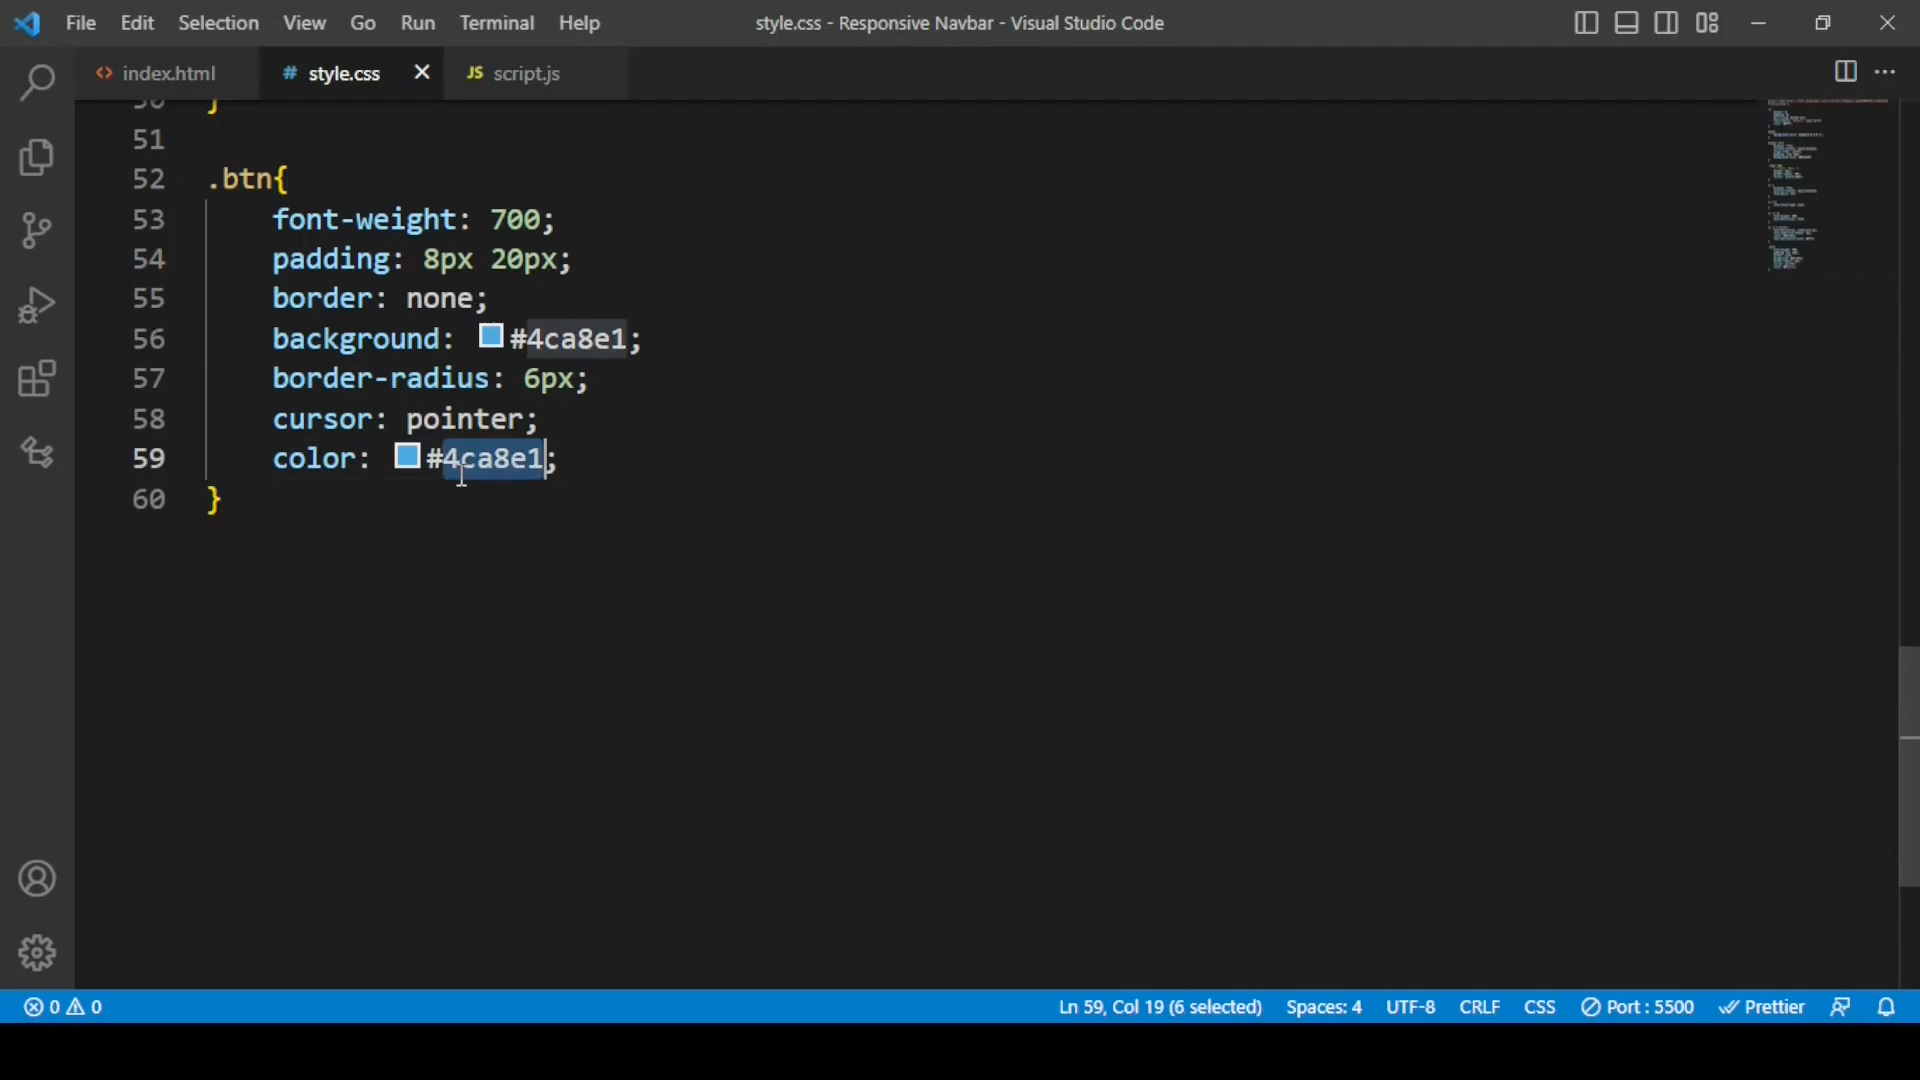 File Edit Selection View Go Run Terminal Help style.css - Responsive Navbar - Visual Studio Code
<> index.html # style.css JS script.js
50 }
51
52 .btn{
53 font-weight: 700;
54 padding: 8px 20px;
55 border: none;
56 background: #4ca8e1;
57 border-radius: 6px;
58 cursor: pointer;
59 color: #4ca8e1;
60 }
0 0 Ln 59, Col 19 (6 selected) Spaces: 4 UTF-8 CRLF CSS Port : 5500 Prettier